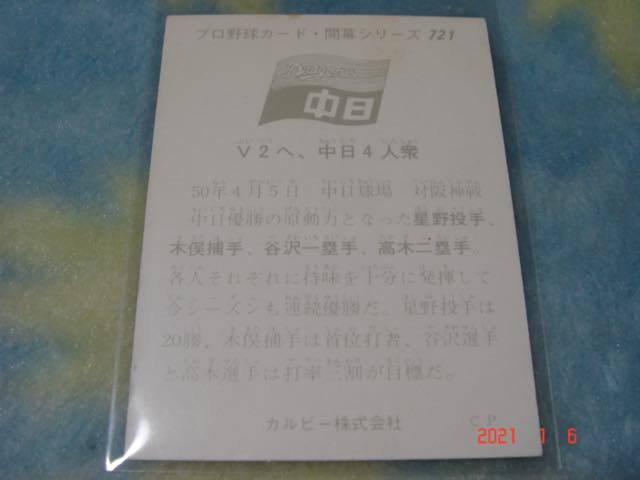 プロ野球カード・開幕シリーズ 721
Dragons
中日
V2へ、中日4人衆
50年4月5日 中日球場 対阪神戦
中日優勝の原動力となった星野投手、
木俣捕手、谷沢一塁手、高木二塁手。
各人それぞれに持味を十分に発揮して
今シーズンも連続優勝だ。星野投手は
20勝、木俣捕手は首位打者、谷沢選手
と高木選手は打率三割が目標だ。
カルビー株式会社 C P
2021 1 6